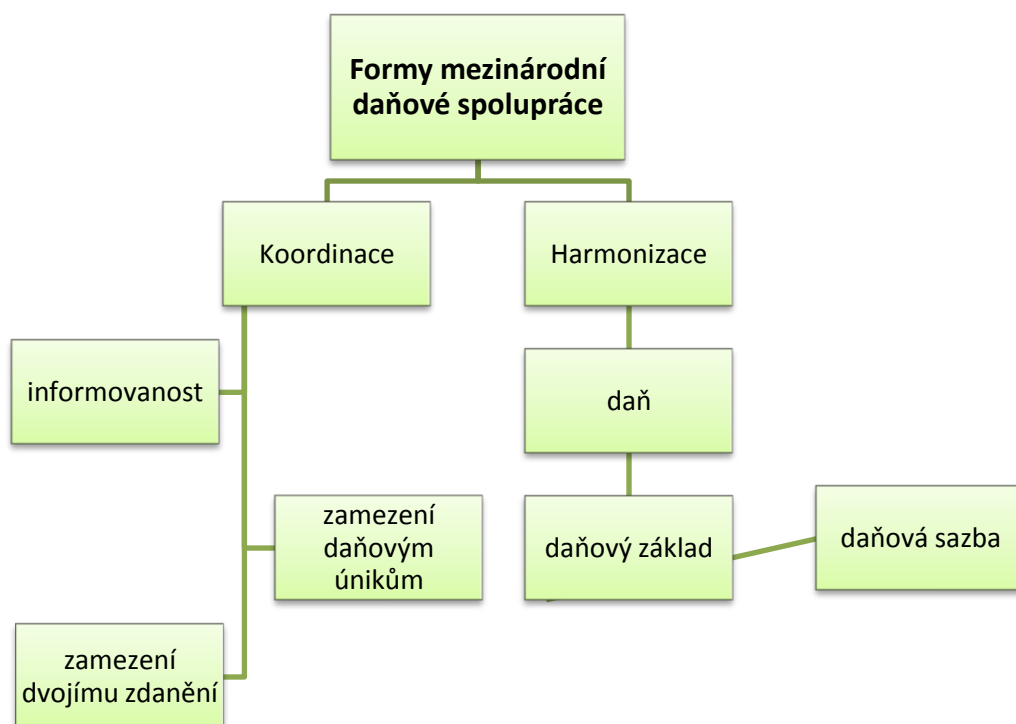 Formy mezinárodní
daňové spolupráce
Koordinace
Harmonizace
informovanost
daň
zamezení
daňovým
únikům
daňový základ
daňová sazba
zamezení
dvojímu zdanění